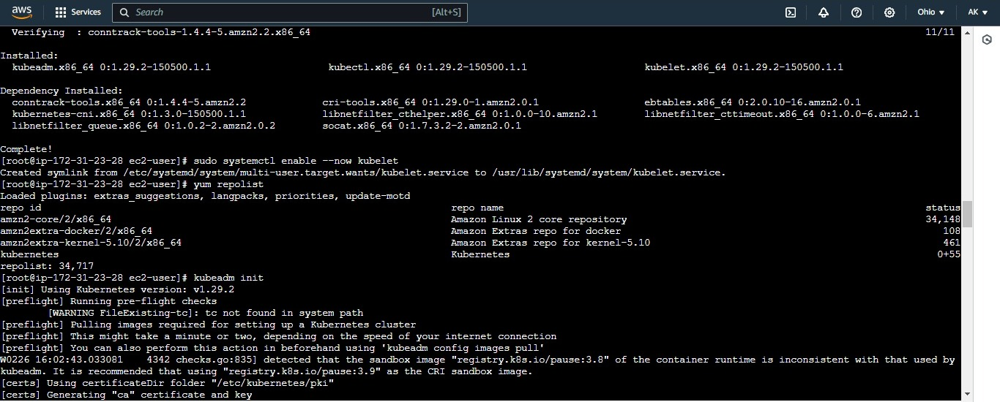 aws Services Search [Alt+S] Ohio AK
Verifying : conntrack-tools-1.4.4-5.amzn2.2.x86_64 11/11
Installed:
kubeadm.x86_64 0:1.29.2-150500.1.1 kubectl.x86_64 0:1.29.2-150500.1.1 kubelet.x86_64 0:1.29.2-150500.1.1
Dependency Installed:
conntrack-tools.x86_64 0:1.4.4-5.amzn2.2 cri-tools.x86_64 0:1.29.0-1.amzn2.0.1 ebtables.x86_64 0:2.0.10-16.amzn2.0.1
kubernetes-cni.x86_64 0:1.3.0-150500.1.1 libnetfilter_cthelper.x86_64 0:1.0.0-10.amzn2.1 libnetfilter_cttimeout.x86_64 0:1.0.0-6.amzn2.1
libnetfilter_queue.x86_64 0:1.0.2-2.amzn2.0.2 socat.x86_64 0:1.7.3.2-2.amzn2.0.1
Complete!
[root@ip-172-31-23-28 ec2-user]# sudo systemctl enable --now kubelet
Created symlink from /etc/systemd/system/multi-user.target.wants/kubelet.service to /usr/lib/systemd/system/kubelet.service.
[root@ip-172-31-23-28 ec2-user]# yum repolist
Loaded plugins: extras_suggestions, langpacks, priorities, update-motd
repo id repo name status
amzn2-core/2/x86_64 Amazon Linux 2 core repository 34,148
amzn2extra-docker/2/x86_64 Amazon Extras repo for docker 108
amzn2extra-kernel-5.10/2/x86_64 Amazon Extras repo for kernel-5.10 461
kubernetes Kubernetes 0+55
repolist: 34,717
[root@ip-172-31-23-28 ec2-user]# kubeadm init
[init] Using Kubernetes version: v1.29.2
[preflight] Running pre-flight checks
[WARNING FileExisting-tc]: tc not found in system path
[preflight] Pulling images required for setting up a Kubernetes cluster
[preflight] This might take a minute or two, depending on the speed of your internet connection
[preflight] You can also perform this action in beforehand using 'kubeadm config images pull'
W0226 16:02:43.033081 4342 checks.go:835] detected that the sandbox image "registry.k8s.io/pause:3.8" of the container runtime is inconsistent with that used by
kubeadm. It is recommended that using "registry.k8s.io/pause:3.9" as the CRI sandbox image.
[certs] Using certificateDir folder "/etc/kubernetes/pki"
[certs] Generating "ca" certificate and key